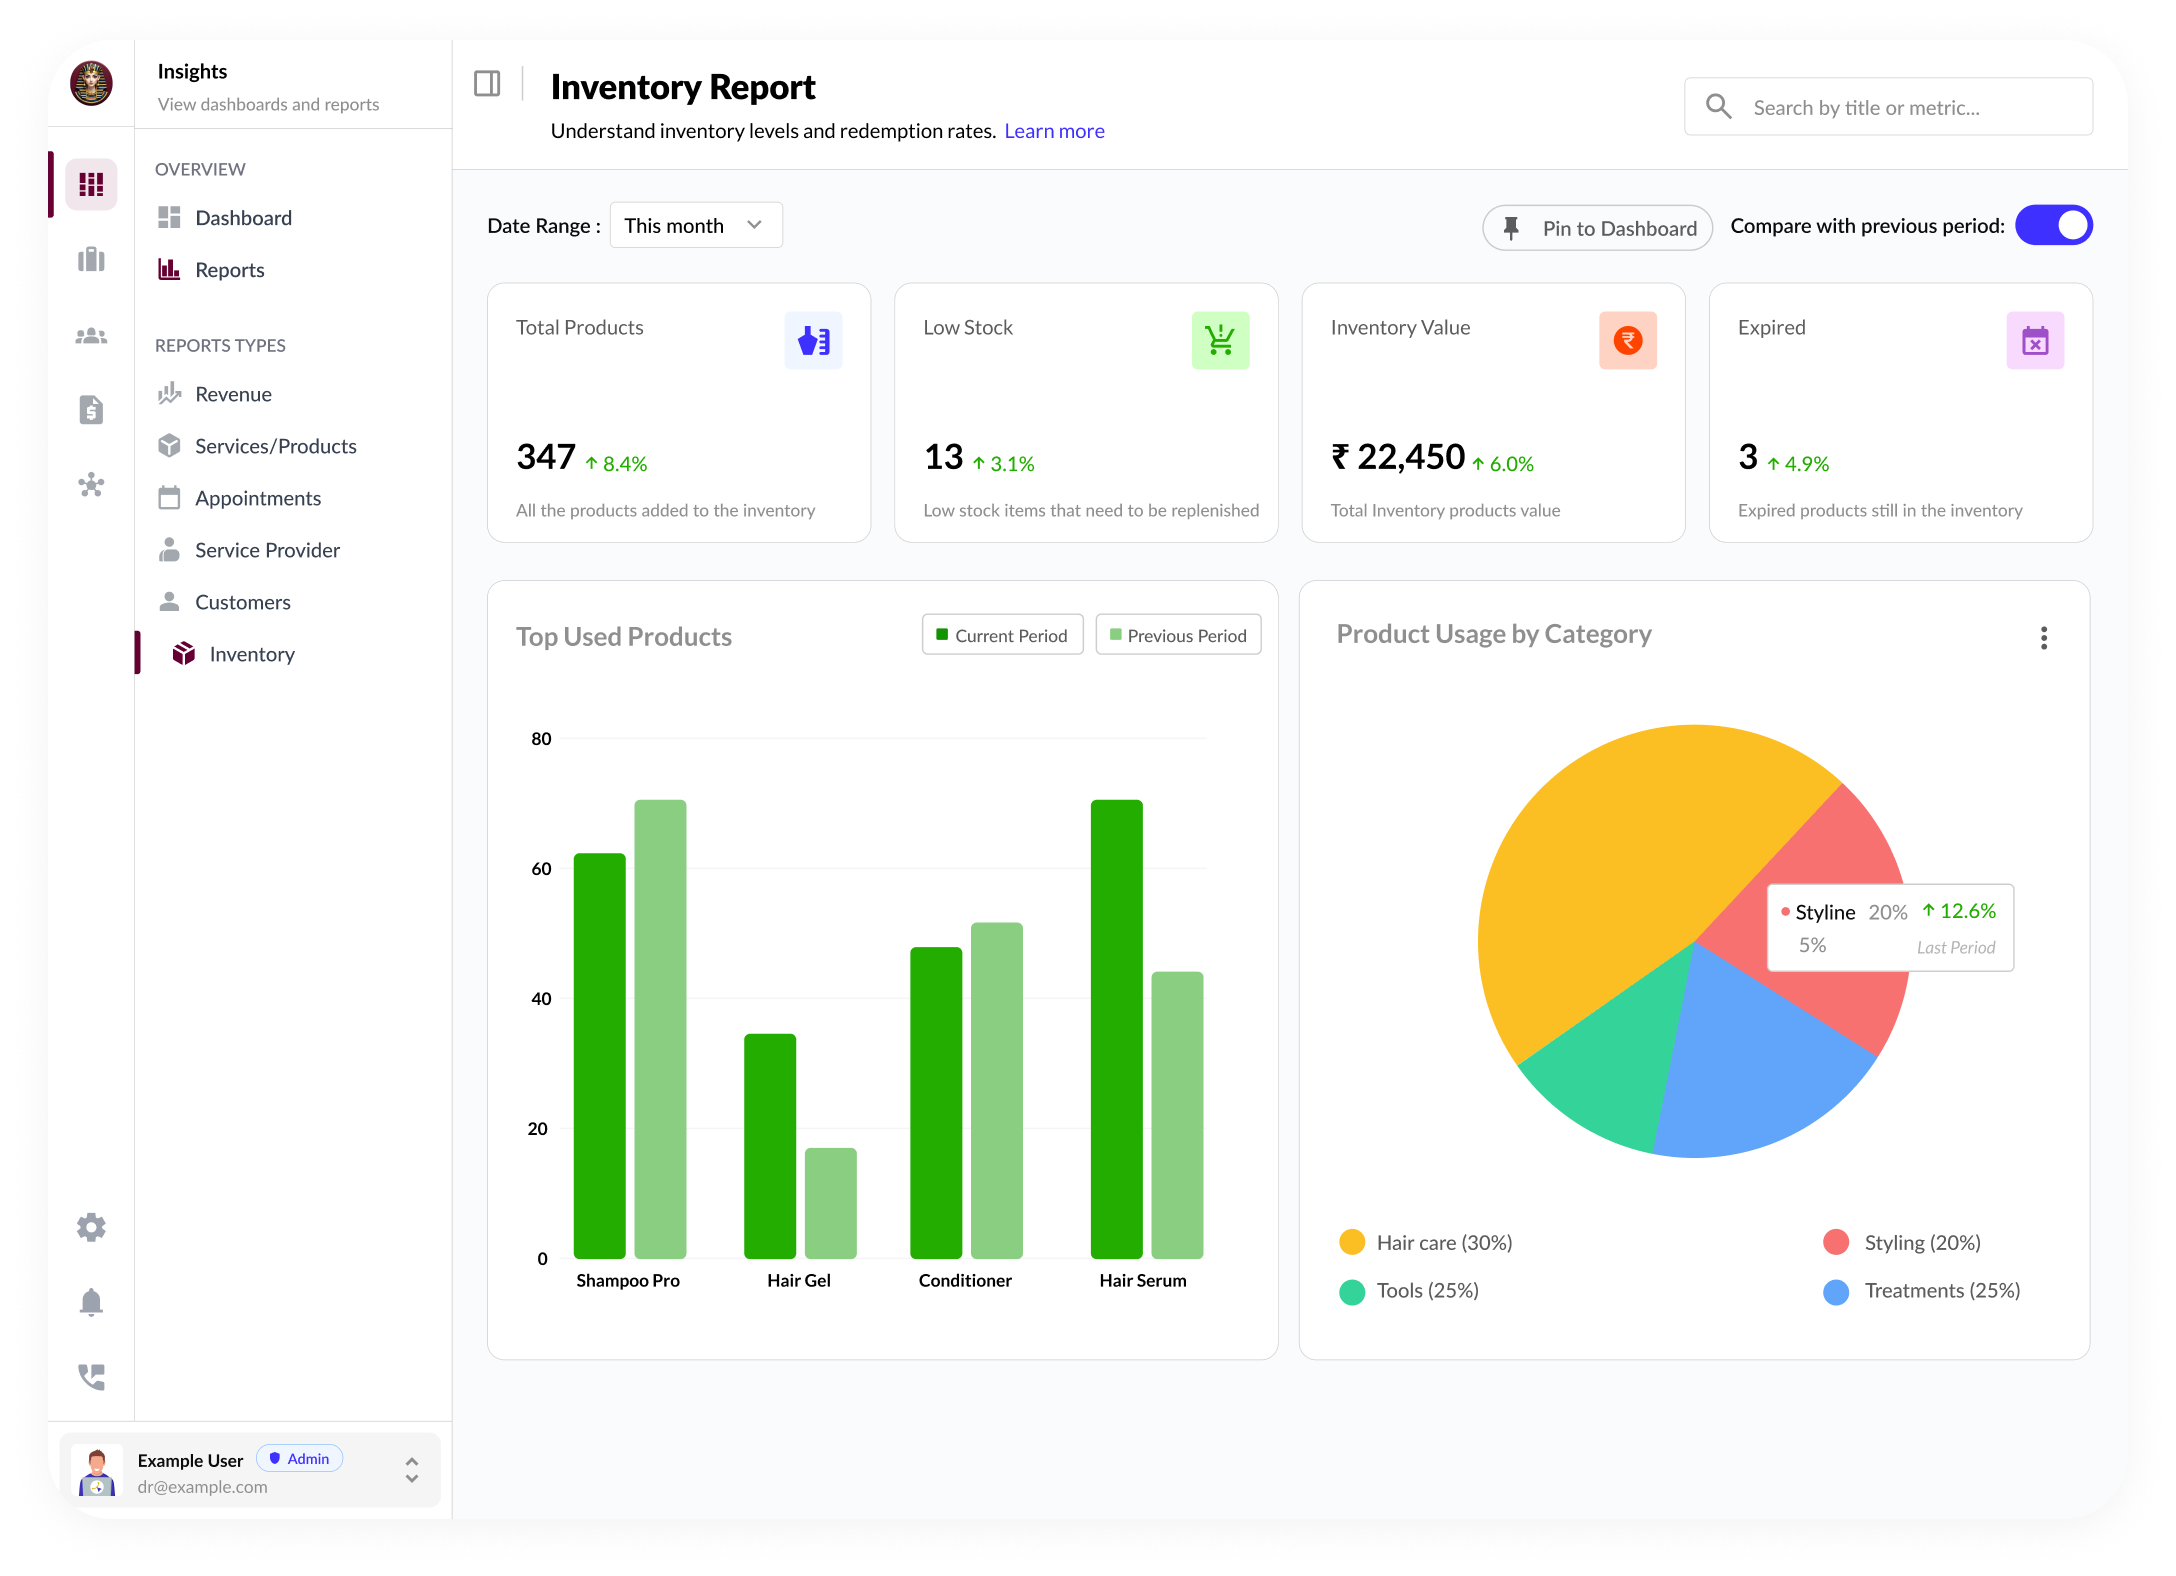 Insights
View dashboards and reports
OVERVIEW
Dashboard
Reports
REPORTS TYPES
Revenue
Services/Products
Appointments
Service Provider
Customers
Inventory
Example User
Admin
dr@example.com
Inventory Report
Understand inventory levels and redemption rates. Learn more
Search by title or metric...
Date Range :
This month
Pin to Dashboard
Compare with previous period:
Total Products
347 8.4%
All the products added to the inventory
Low Stock
13 3.1%
Low stock items that need to be replenished
Inventory Value
₹ 22,450 6.0%
Total Inventory products value
Expired
3 4.9%
Expired products still in the inventory
Top Used Products
Current Period
Previous Period
80
60
40
20
0
Shampoo Pro
Hair Gel
Conditioner
Hair Serum
Product Usage by Category
Styline 20% 12.6%
5% Last Period
Hair care (30%)
Styling (20%)
Tools (25%)
Treatments (25%)